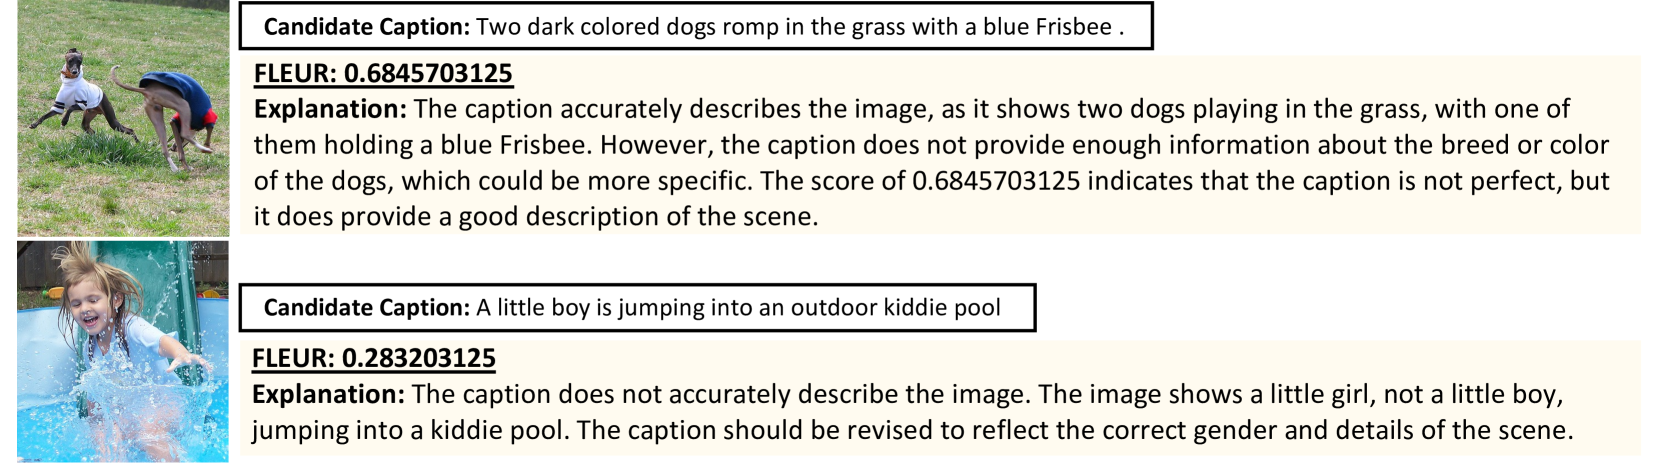 Candidate Caption: Two dark colored dogs romp in the grass with a blue Frisbee .
FLEUR: 0.6845703125
Explanation: The caption accurately describes the image, as it shows two dogs playing in the grass, with one of
them holding a blue Frisbee. However, the caption does not provide enough information about the breed or color
of the dogs, which could be more specific. The score of 0.6845703125 indicates that the caption is not perfect, but
it does provide a good description of the scene.
Candidate Caption: A little boy is jumping into an outdoor kiddie pool
FLEUR: 0.283203125
Explanation: The caption does not accurately describe the image. The image shows a little girl, not a little boy,
jumping into a kiddie pool. The caption should be revised to reflect the correct gender and details of the scene.